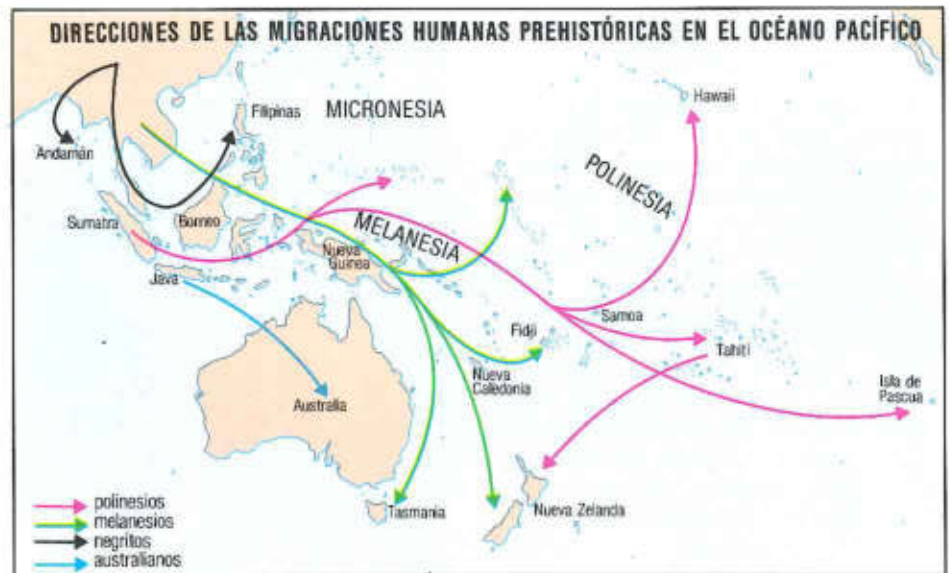 DIRECCIONES DE LAS MIGRACIONES HUMANAS PREHISTÓRICAS EN EL OCÉANO PACÍFICO
Hawaii
Filipinas
MICRONESIA
Andamán
POLINESIA
Sumatra
Borneo
MELANESIA
Nueva
Guinea
Java
Samoa
Fidji
Tahití
Nueva
Caledonia
Isla de
Pascua
Australia
Tasmania
Nueva Zelanda
polinesios
melanesios
negritos
australianos